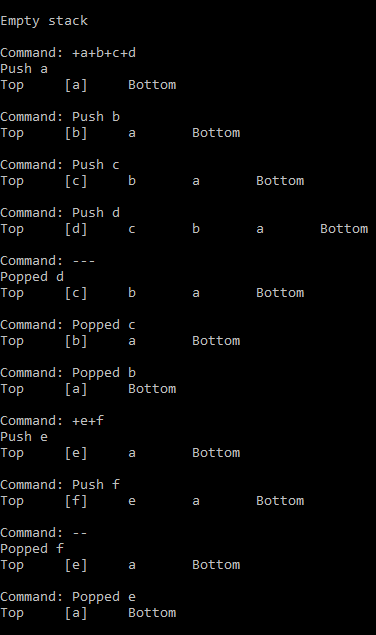 Empty stack
Command: +a+b+c+d
Push a
Top [a] Bottom
Command: Push b
Top [b] a Bottom
Command: Push c
Top [c] b a Bottom
Command: Push d
Top [d] c b a Bottom
Command: ---
Popped d
Top [c] b a Bottom
Command: Popped c
Top [b] a Bottom
Command: Popped b
Top [a] Bottom
Command: +e+f
Push e
Top [e] a Bottom
Command: Push f
Top [f] e a Bottom
Command: --
Popped f
Top [e] a Bottom
Command: Popped e
Top [a] Bottom